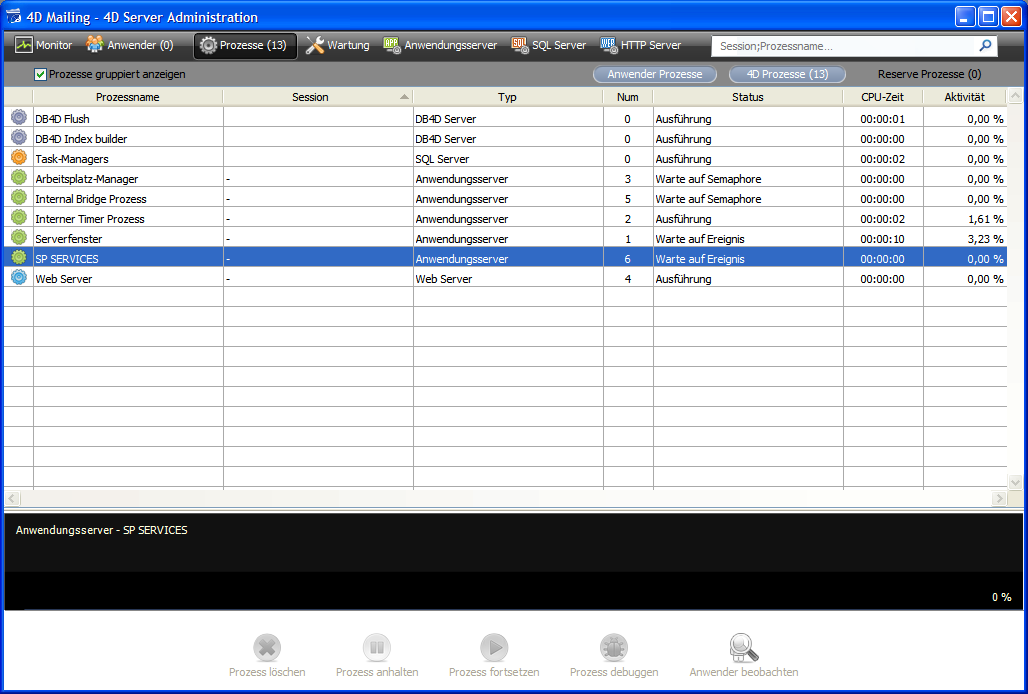 4D Mailing - 4D Server Administration
Monitor Anwender (0) Prozesse (13) Wartung APP Anwendungsserver SQL SQL Server WEB HTTP Server Session;Prozessname...
Prozesse gruppiert anzeigen Anwender Prozesse 4D Prozesse (13) Reserve Prozesse (0)
Prozessname Session Typ Num Status CPU-Zeit Aktivität
DB4D Flush DB4D Server 0 Ausführung 00:00:01 0,00 %
DB4D Index builder DB4D Server 0 Ausführung 00:00:00 0,00 %
Task-Managers SQL Server 0 Ausführung 00:00:02 0,00 %
Arbeitsplatz-Manager - Anwendungsserver 3 Warte auf Semaphore 00:00:00 0,00 %
Internal Bridge Prozess - Anwendungsserver 5 Warte auf Semaphore 00:00:00 0,00 %
Interner Timer Prozess - Anwendungsserver 2 Ausführung 00:00:02 1,61 %
Serverfenster - Anwendungsserver 1 Warte auf Ereignis 00:00:10 3,23 %
SP SERVICES - Anwendungsserver 6 Warte auf Ereignis 00:00:00 0,00 %
Web Server - Web Server 4 Ausführung 00:00:00 0,00 %
Anwendungsserver - SP SERVICES
0 %
Prozess löschen Prozess anhalten Prozess fortsetzen Prozess debuggen Anwender beobachten